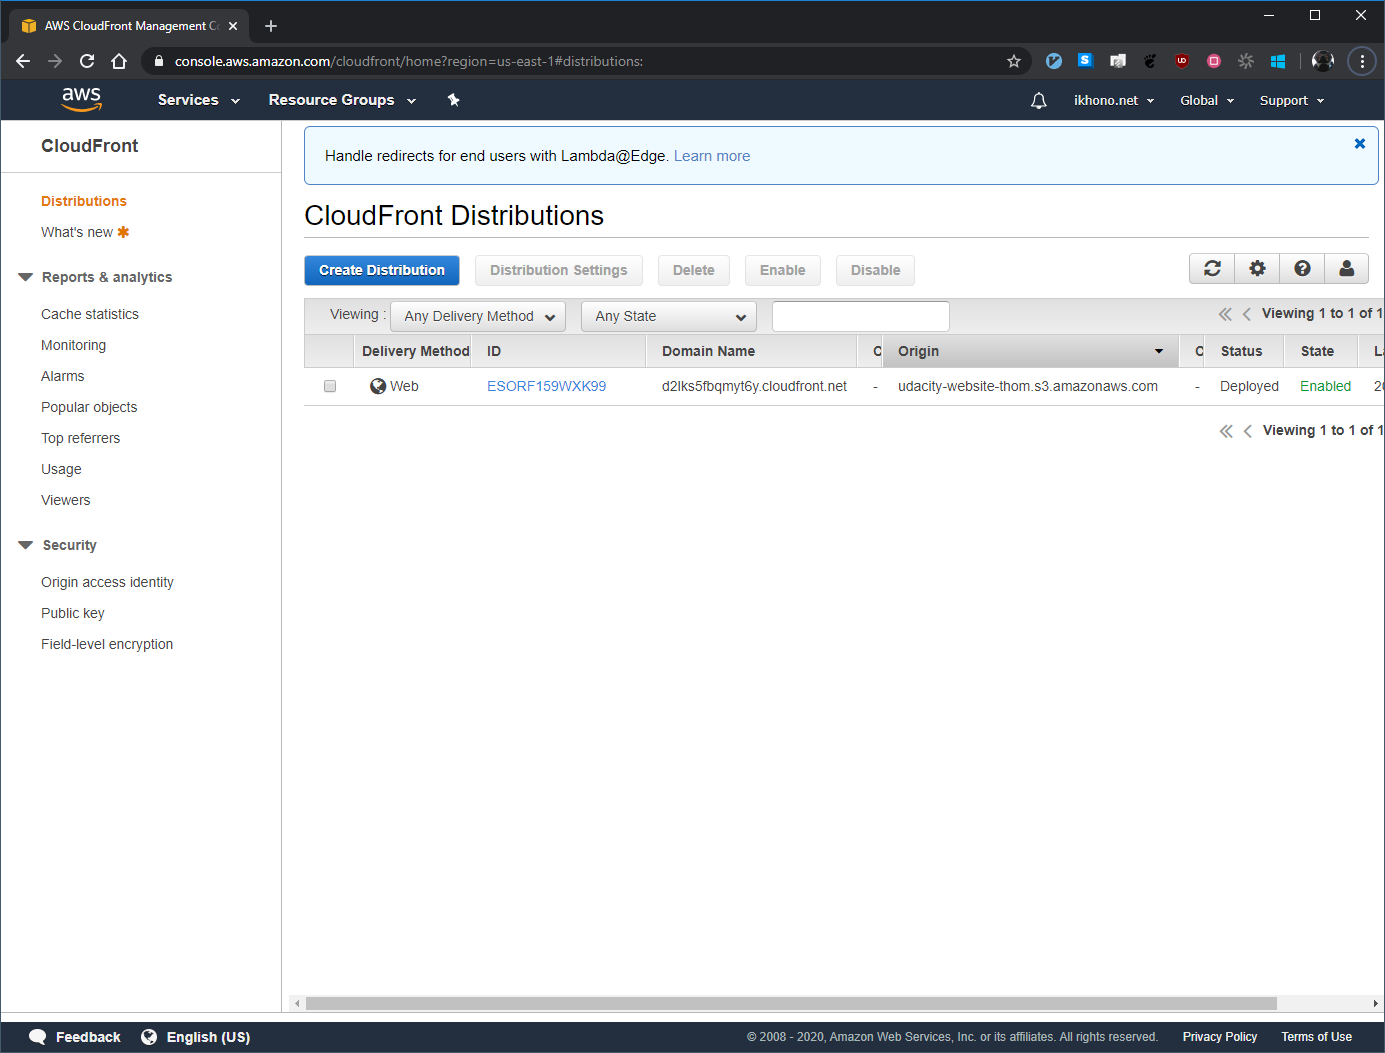 AWS CloudFront Management Co
console.aws.amazon.com/cloudfront/home?region=us-east-1#distributions:
aws Services Resource Groups ikhono.net Global Support
CloudFront
Distributions
What's new
Reports & analytics
Cache statistics
Monitoring
Alarms
Popular objects
Top referrers
Usage
Viewers
Security
Origin access identity
Public key
Field-level encryption
Handle redirects for end users with Lambda@Edge. Learn more
CloudFront Distributions
Create Distribution Distribution Settings Delete Enable Disable
Viewing : Any Delivery Method Any State Viewing 1 to 1 of 1
Delivery Method ID Domain Name C Origin C Status State La
Web ESORF159WXK99 d2lks5fbqmyt6y.cloudfront.net - udacity-website-thom.s3.amazonaws.com - Deployed Enabled 20
Viewing 1 to 1 of 1
Feedback English (US) © 2008 - 2020, Amazon Web Services, Inc. or its affiliates. All rights reserved. Privacy Policy Terms of Use